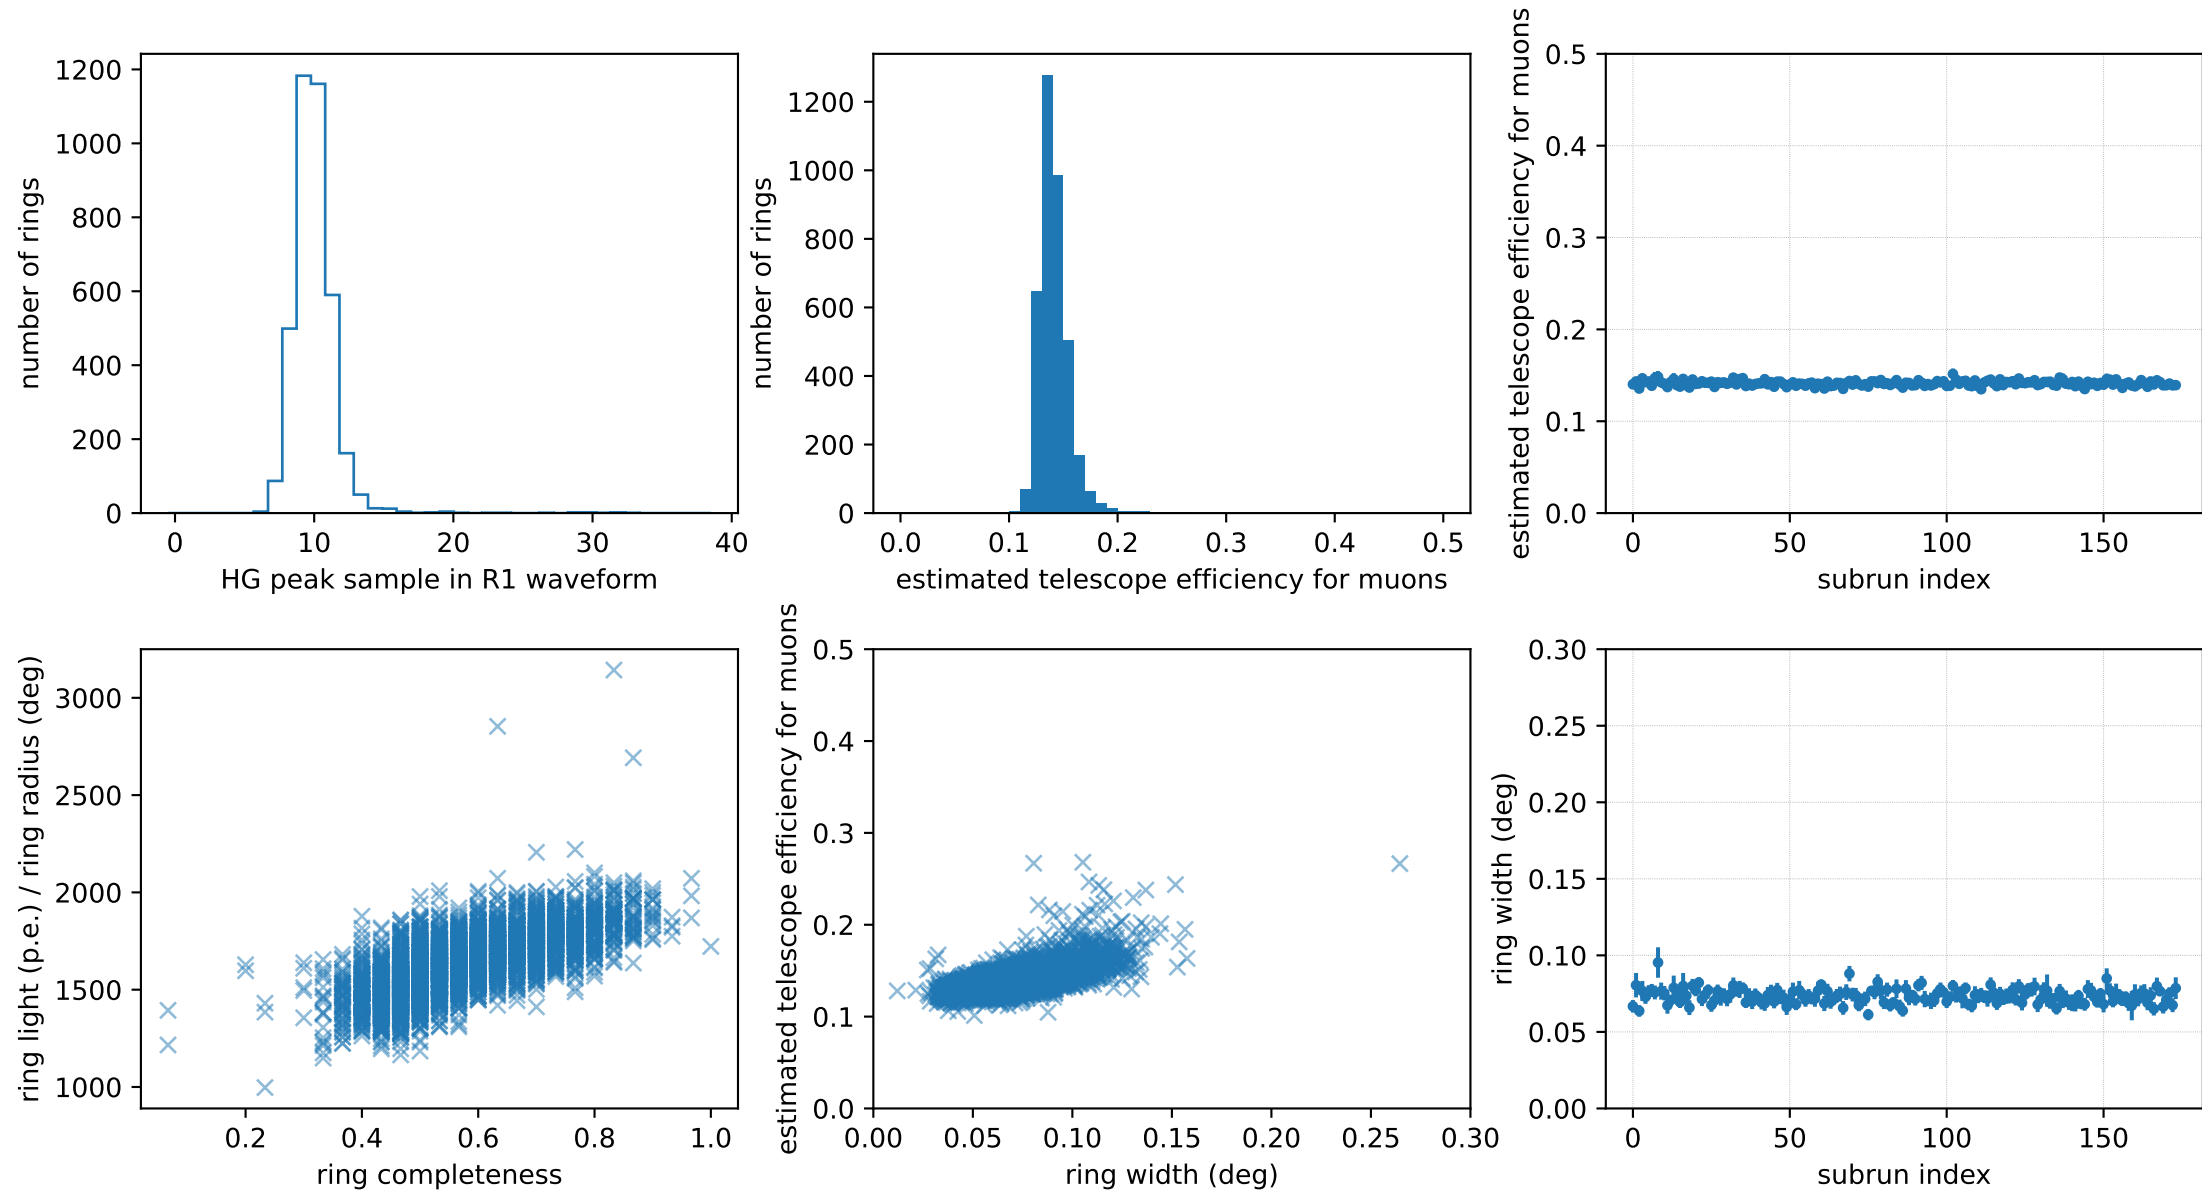 1200
1000
800
600
400
200
0
number of rings
0 10 20 30 40
HG peak sample in R1 waveform
1200
1000
800
600
400
200
0
number of rings
0.0 0.1 0.2 0.3 0.4 0.5
estimated telescope efficiency for muons
0.5
0.4
0.3
0.2
0.1
0.0
estimated telescope efficiency for muons
0 50 100 150
subrun index
3000
2500
2000
1500
1000
ring light (p.e.) / ring radius (deg)
0.2 0.4 0.6 0.8 1.0
ring completeness
0.5
0.4
0.3
0.2
0.1
0.0
estimated telescope efficiency for muons
0.00 0.05 0.10 0.15 0.20 0.25 0.30
ring width (deg)
0.30
0.25
0.20
0.15
0.10
0.05
0.00
ring width (deg)
0 50 100 150
subrun index